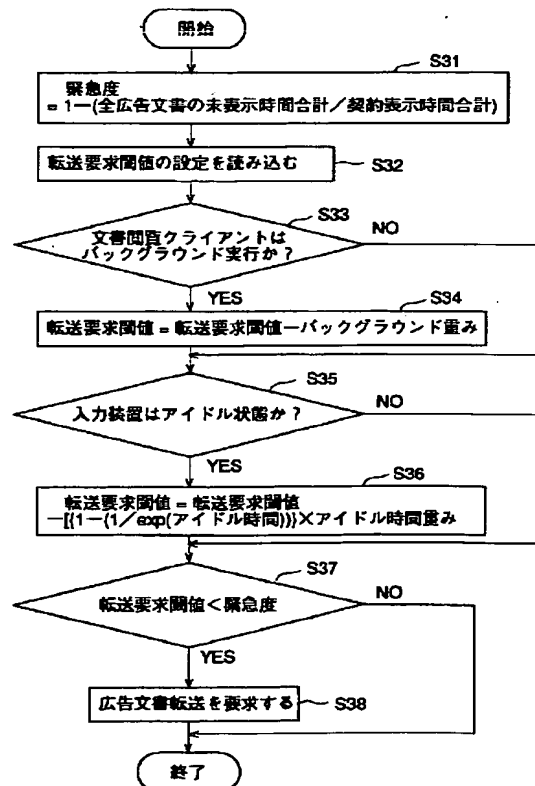 開始
S31
緊急度
= 1—(全広告文書の未表示時間合計／契約表示時間合計)
転送要求閾値の設定を読み込む
S32
S33
文書閲覧クライアントは
バックグラウンド実行か？
NO
YES
S34
転送要求閾値 = 転送要求閾値—バックグラウンド重み
S35
入力装置はアイドル状態か？
NO
YES
S36
転送要求閾値 = 転送要求閾値
—[{1—(1／exp(アイドル時間))}×アイドル時間重み
S37
転送要求閾値＜緊急度
NO
YES
広告文書転送を要求する
S38
終了